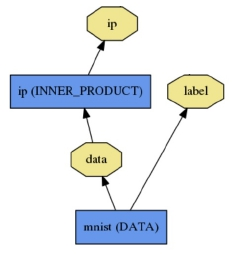 ip
ip (INNER_PRODUCT)
label
data
mnist (DATA)